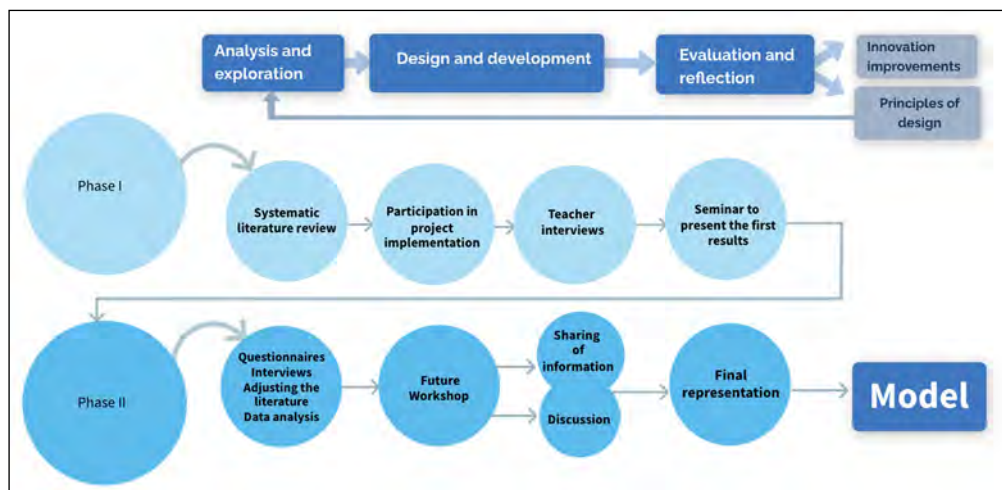 Analysis and
exploration
Design and development
Evaluation and
reflection
Innovation
improvements
Principles of
design
Phase I
Systematic
literature review
Participation in
project
implementation
Teacher
interviews
Seminar to
present the first
results
Phase II
Questionnaires
Interviews
Adjusting the
literature
Data analysis
Future
Workshop
Sharing
of
information
Discussion
Final
representation
Model